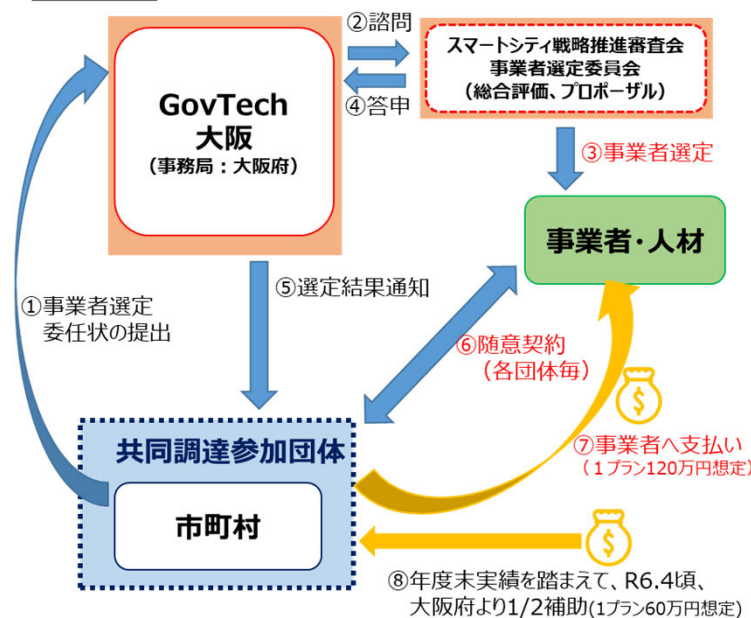 ②諮問
スマートシティ戦略推進審査会
事業者選定委員会
(総合評価、プロポーザル)
GovTech
大阪
(事務局：大阪府)
④答申
③事業者選定
事業者・人材
⑤選定結果通知
①事業者選定
委任状の提出
⑥随意契約
(各団体毎)
$
共同調達参加団体
⑦事業者へ支払い
(１プラン120万円想定)
市町村
$
⑧年度末実績を踏まえて、R6.4頃、
大阪府より1/2補助(1プラン60万円想定)